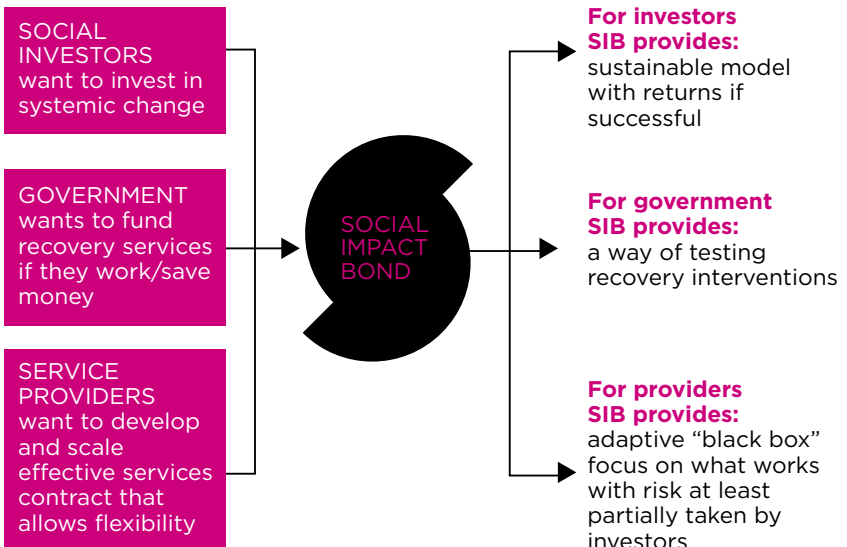 SOCIAL
INVESTORS
want to invest in
systemic change
GOVERNMENT
wants to fund
recovery services
if they work/save
money
SERVICE
PROVIDERS
want to develop
and scale
effective services
contract that
allows flexibility
SOCIAL
IMPACT
BOND
For investors
SIB provides:
sustainable model
with returns if
successful
For government
SIB provides:
a way of testing
recovery interventions
For providers
SIB provides:
adaptive “black box”
focus on what works
with risk at least
partially taken by
investors